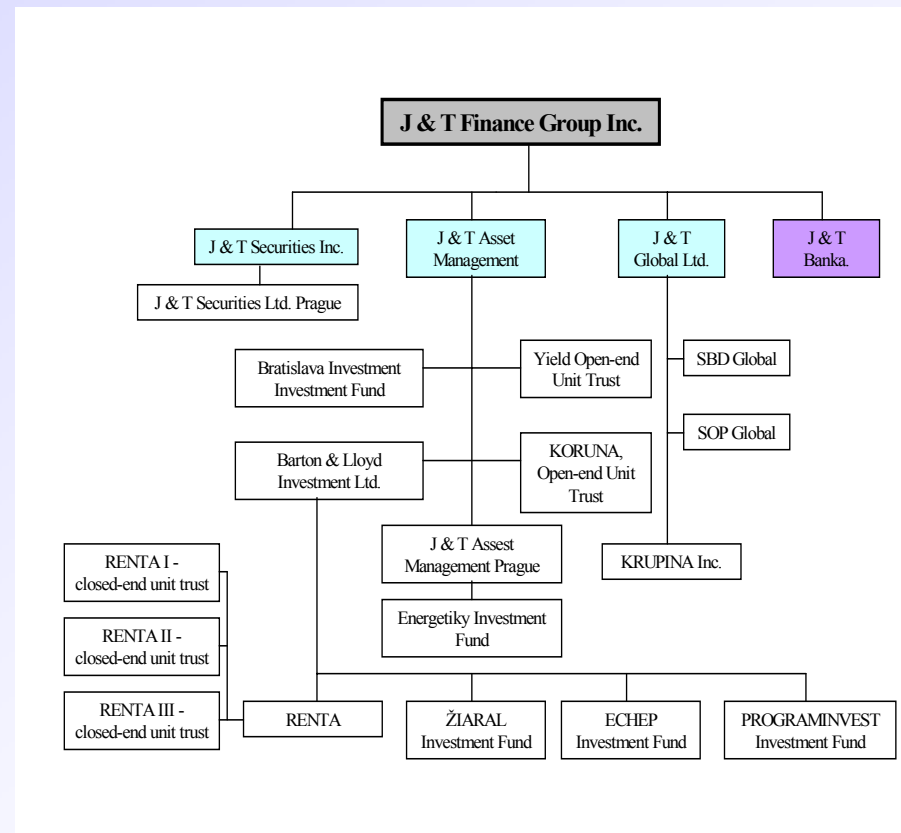 J & T Finance Group Inc.
J & T Securities Inc.
J & T Asset
Management
J & T
Global Ltd.
J & T
Banka.
J & T Securities Ltd. Prague
Bratislava Investment
Investment Fund
Yield Open-end
Unit Trust
SBD Global
SOP Global
Barton & Lloyd
Investment Ltd.
KORUNA,
Open-end Unit
Trust
J & T Assest
Management Prague
KRUPINA Inc.
RENTA I -
closed-end unit trust
Energetiky Investment
Fund
RENTA II -
closed-end unit trust
RENTA III -
closed-end unit trust
RENTA
ŽIARAL
Investment Fund
ECHEP
Investment Fund
PROGRAMINVEST
Investment Fund